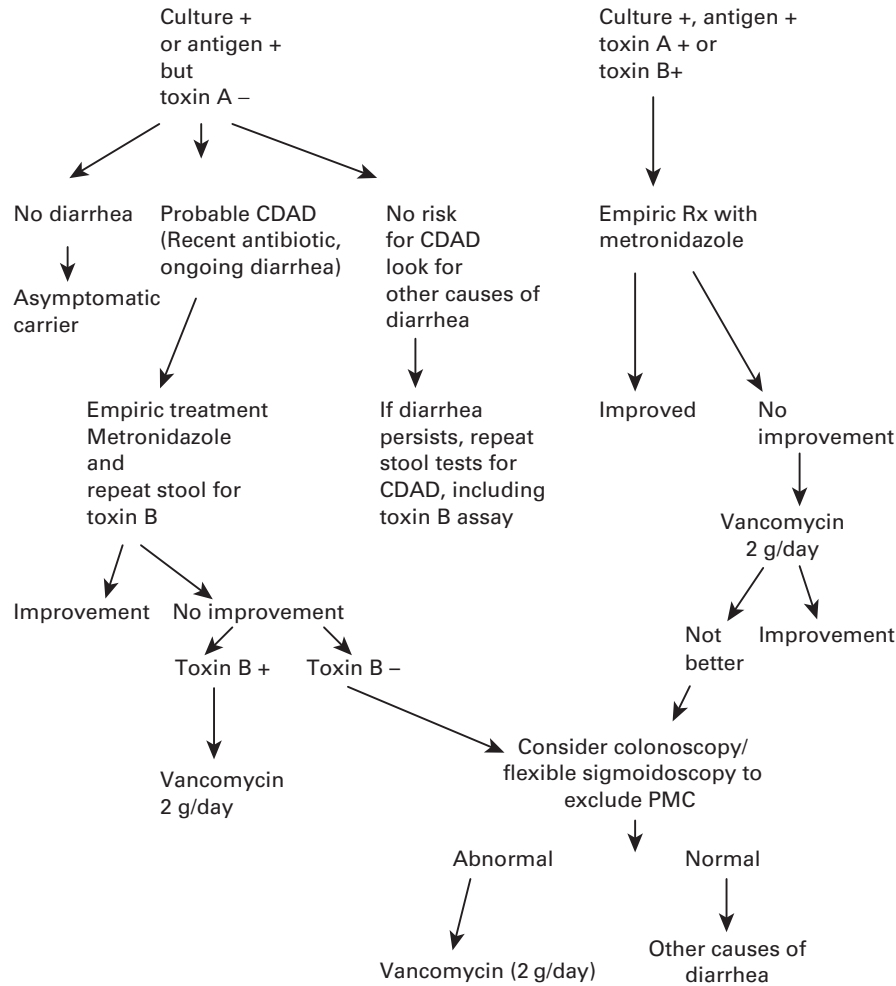 Culture +
or antigen +
but
toxin A –
Culture +, antigen +
toxin A + or
toxin B+
No diarrhea
Asymptomatic
carrier
Probable CDAD
(Recent antibiotic,
ongoing diarrhea)
No risk
for CDAD
look for
other causes of
diarrhea
Empiric Rx with
metronidazole
Empiric treatment
Metronidazole
and
repeat stool for
toxin B
If diarrhea
persists, repeat
stool tests for
CDAD, including
toxin B assay
Improved
No
improvement
Vancomycin
2 g/day
Improvement
No improvement
Not
better
Improvement
Toxin B +
Toxin B –
Vancomycin
2 g/day
Consider colonoscopy/
flexible sigmoidoscopy to
exclude PMC
Abnormal
Normal
Vancomycin (2 g/day)
Other causes of
diarrhea